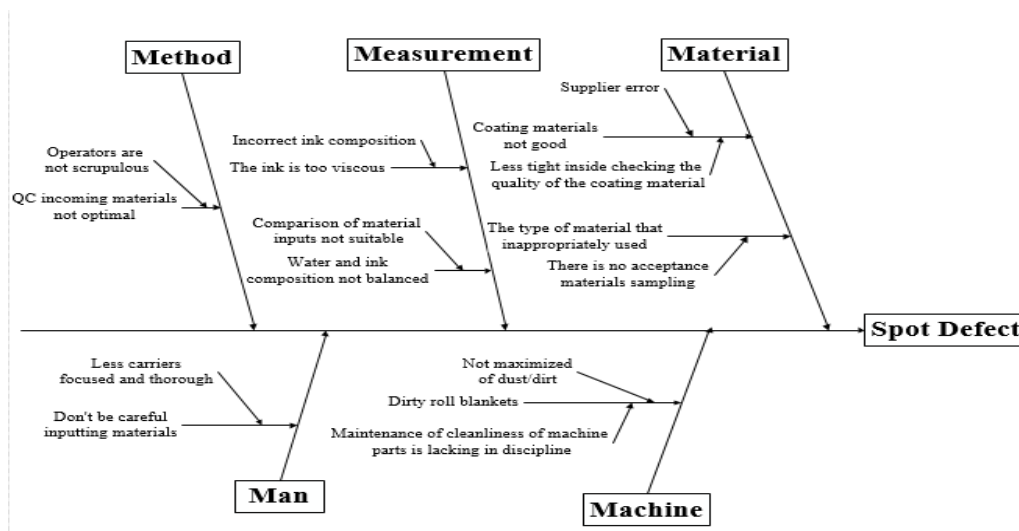 Method
Measurement
Material
Supplier error
Coating materials
not good
Less tight inside checking the
quality of the coating material
Incorrect ink composition
The ink is too viscous
Operators are
not scrupulous
QC incoming materials
not optimal
Comparison of material
inputs not suitable
Water and ink
composition not balanced
The type of material that
inappropriately used
There is no acceptance
materials sampling
Spot Defect
Less carriers
focused and thorough
Don't be careful
inputting materials
Not maximized
of dust/dirt
Dirty roll blankets
Maintenance of cleanliness of machine
parts is lacking in discipline
Man
Machine